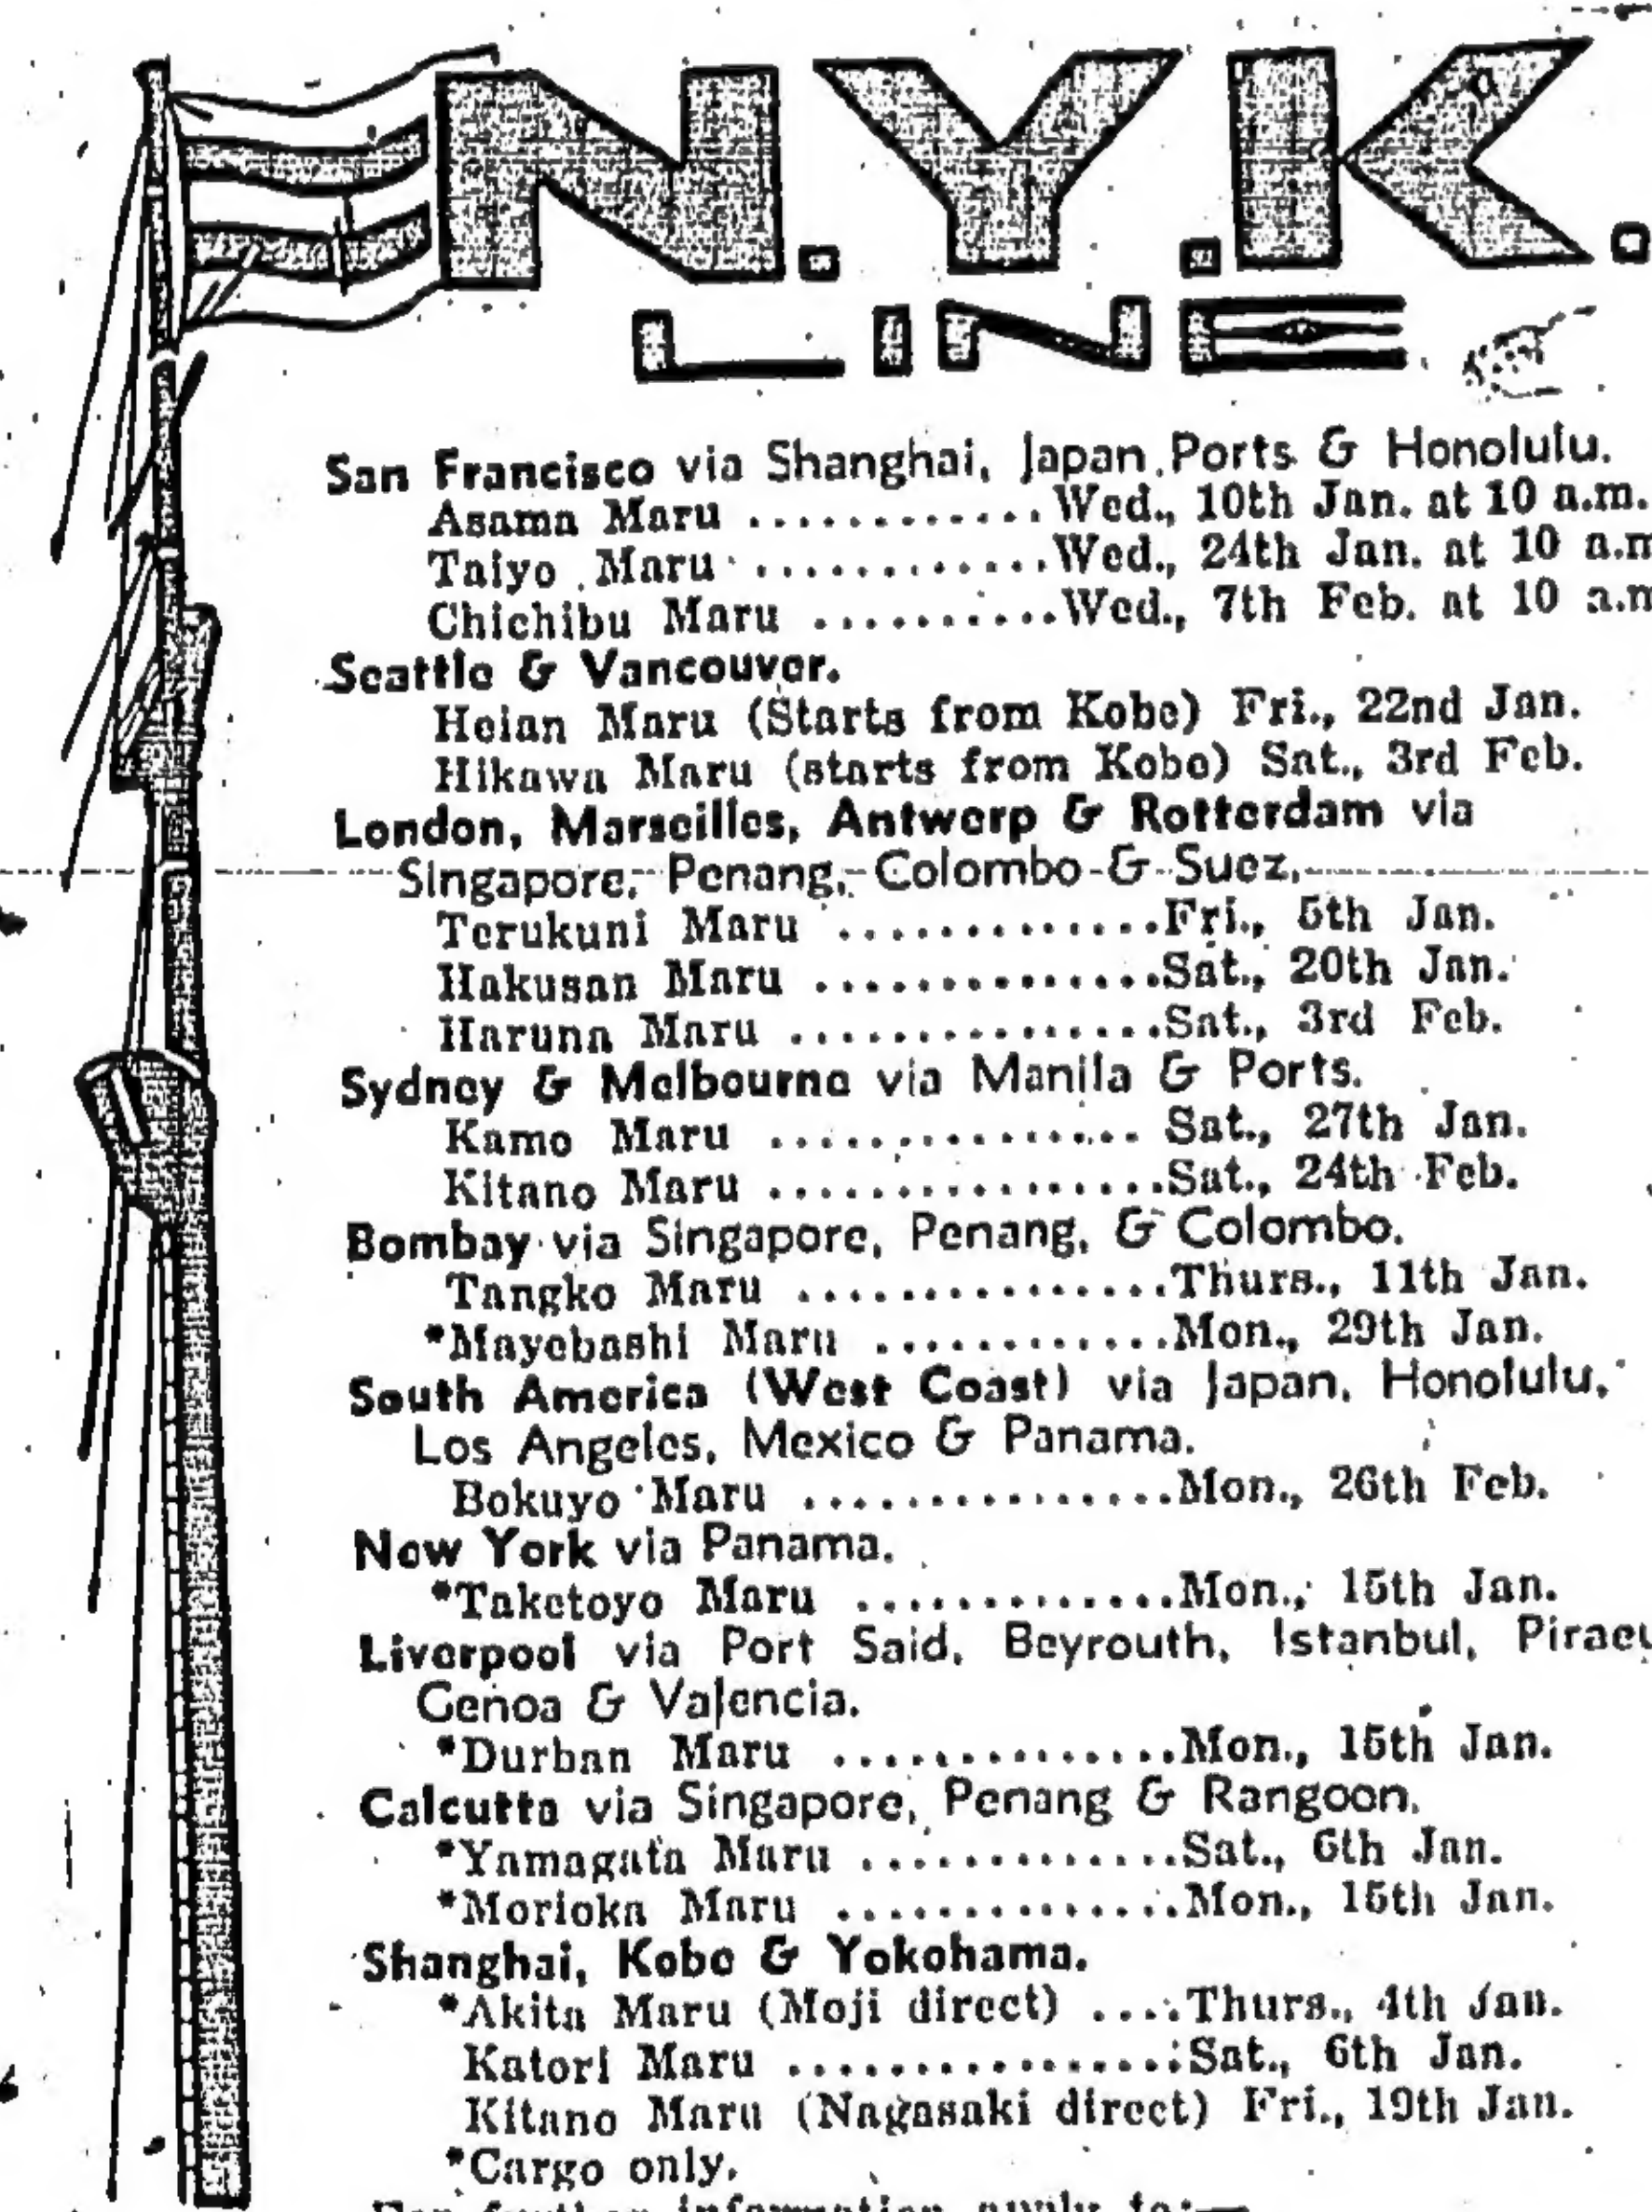 N.Y.K.
LINE
San Francisco via Shanghai, Japan Ports & Honolulu.
Asama Maru ............Wed., 10th Jan. at 10 a.m.
Taiyo Maru ............Wed., 24th Jan. at 10 a.m
Chichibu Maru ..........Wed., 7th Feb. at 10 a.m
Seattle & Vancouver.
Heian Maru (Starts from Kobe) Fri., 22nd Jan.
Hikawa Maru (starts from Kobe) Sat., 3rd Feb.
London, Marseilles, Antwerp & Rotterdam via
Singapore, Penang, Colombo & Suez.
Terukuni Maru .............Fri., 5th Jan.
Hakusan Maru ..............Sat., 20th Jan.
Haruna Maru ...............Sat., 3rd Feb.
Sydney & Melbourne via Manila & Ports.
Kamo Maru ............... Sat., 27th Jan.
Kitano Maru ................Sat., 24th Feb.
Bombay via Singapore, Penang, & Colombo.
Tangko Maru ...............Thurs., 11th Jan.
*Mayebashi Maru ............Mon., 29th Jan.
South America (West Coast) via Japan, Honolulu,
Los Angeles, Mexico & Panama.
Bokuyo Maru ...............Mon., 26th Feb.
New York via Panama.
*Taketoyo Maru .............Mon., 15th Jan.
Liverpool via Port Said, Beyrouth, Istanbul, Piraeu
Genoa & Valencia.
*Durban Maru ..............Mon., 15th Jan.
Calcutta via Singapore, Penang & Rangoon.
*Yamagata Maru .............Sat., 6th Jan.
*Morioka Maru ..............Mon., 15th Jan.
Shanghai, Kobe & Yokohama.
*Akita Maru (Moji direct) ....Thurs., 4th Jan.
Katori Maru ................Sat., 6th Jan.
Kitano Maru (Nagasaki direct) Fri., 19th Jan.
*Cargo only.
For further information apply to:—